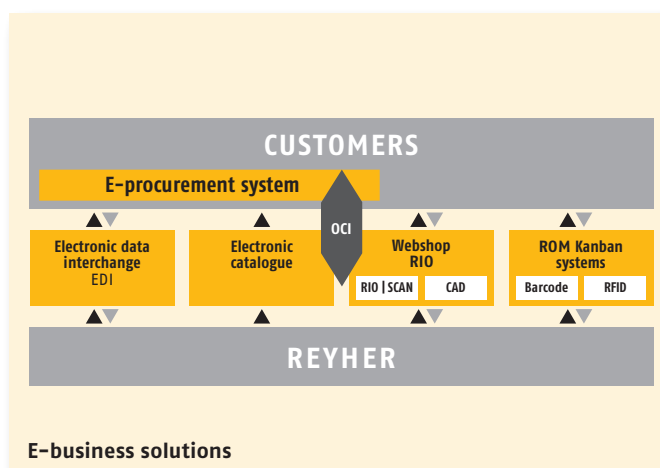 CUSTOMERS
E-procurement system
OCI
Electronic data
interchange
EDI
Electronic
catalogue
Webshop
RIO
RIO | SCAN
CAD
ROM Kanban
systems
Barcode
RFID
REYHER
E-business solutions